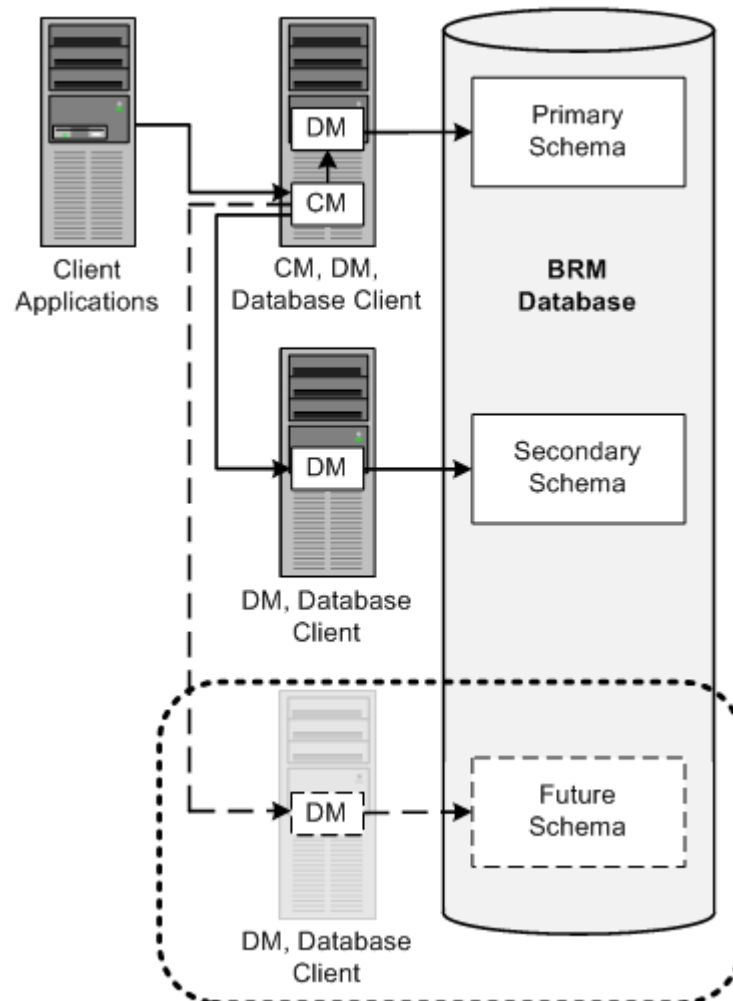 DM
Primary
Schema
CM
Client
Applications
CM, DM,
Database Client
BRM
Database
DM
Secondary
Schema
DM, Database
Client
DM
Future
Schema
DM, Database
Client